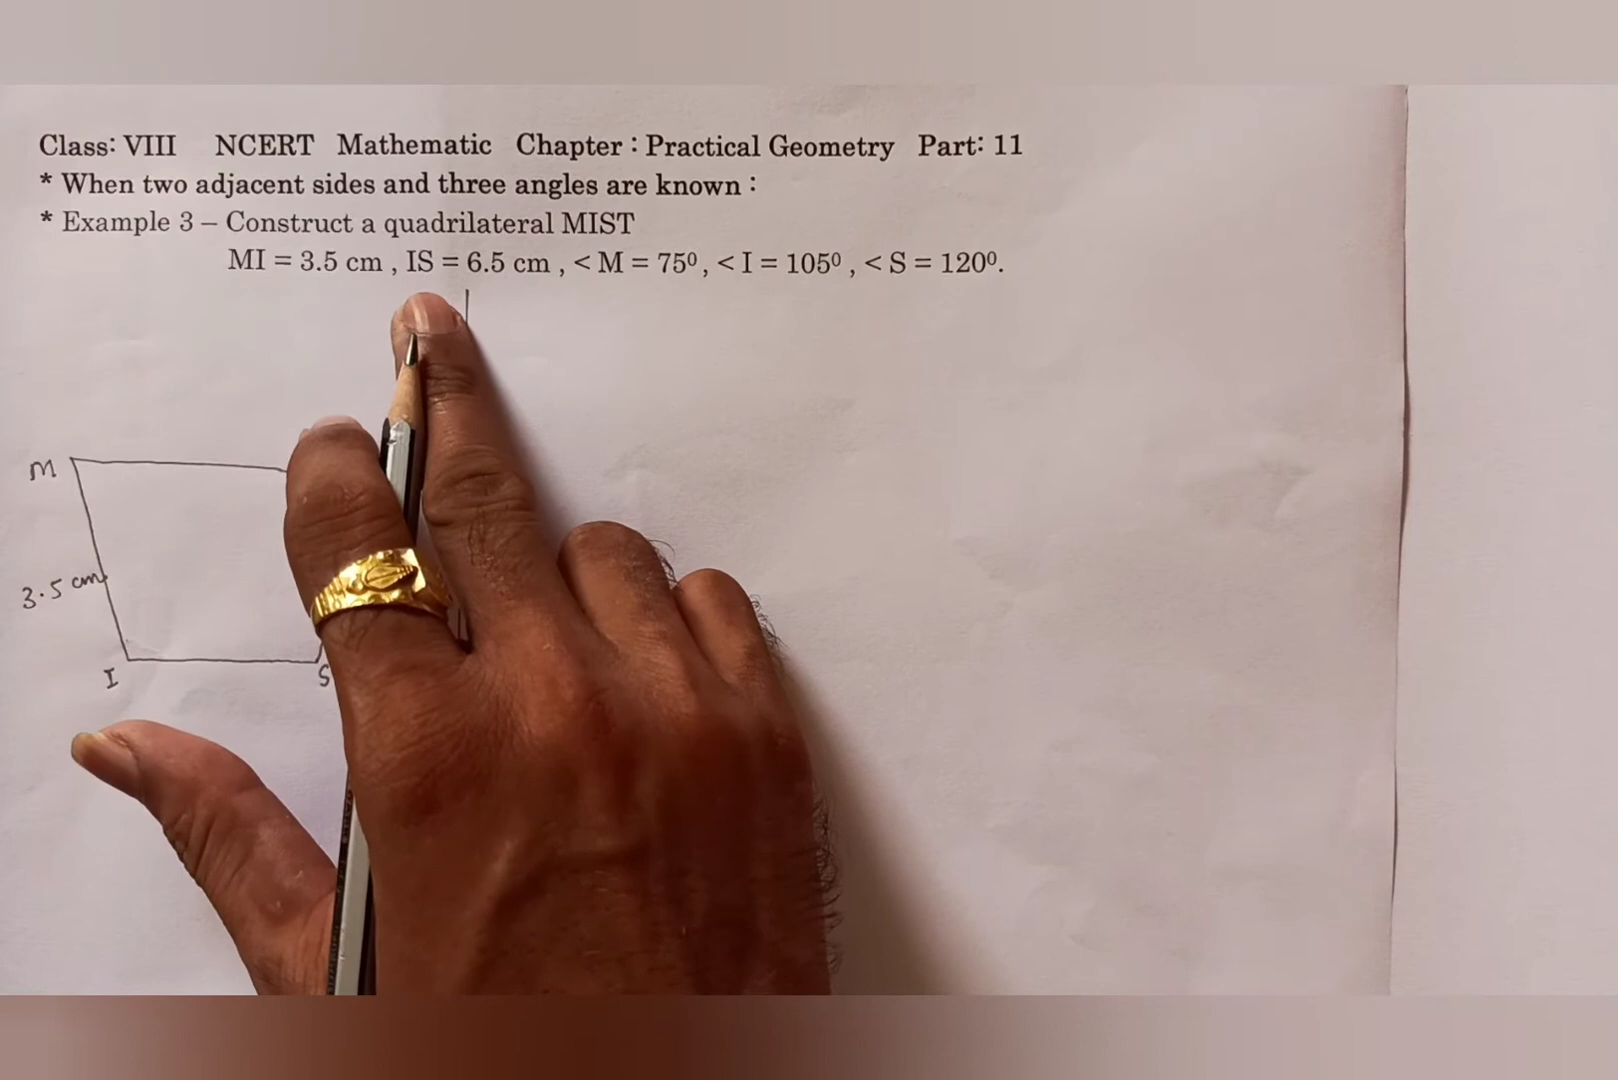 Class: VIII NCERT Mathematic Chapter : Practical Geometry Part: 11
* When two adjacent sides and three angles are known :
* Example 3 – Construct a quadrilateral MIST
MI = 3.5 cm , IS = 6.5 cm , < M = 75⁰ , < I = 105⁰ , < S = 120⁰.
M
3.5 cm
I S